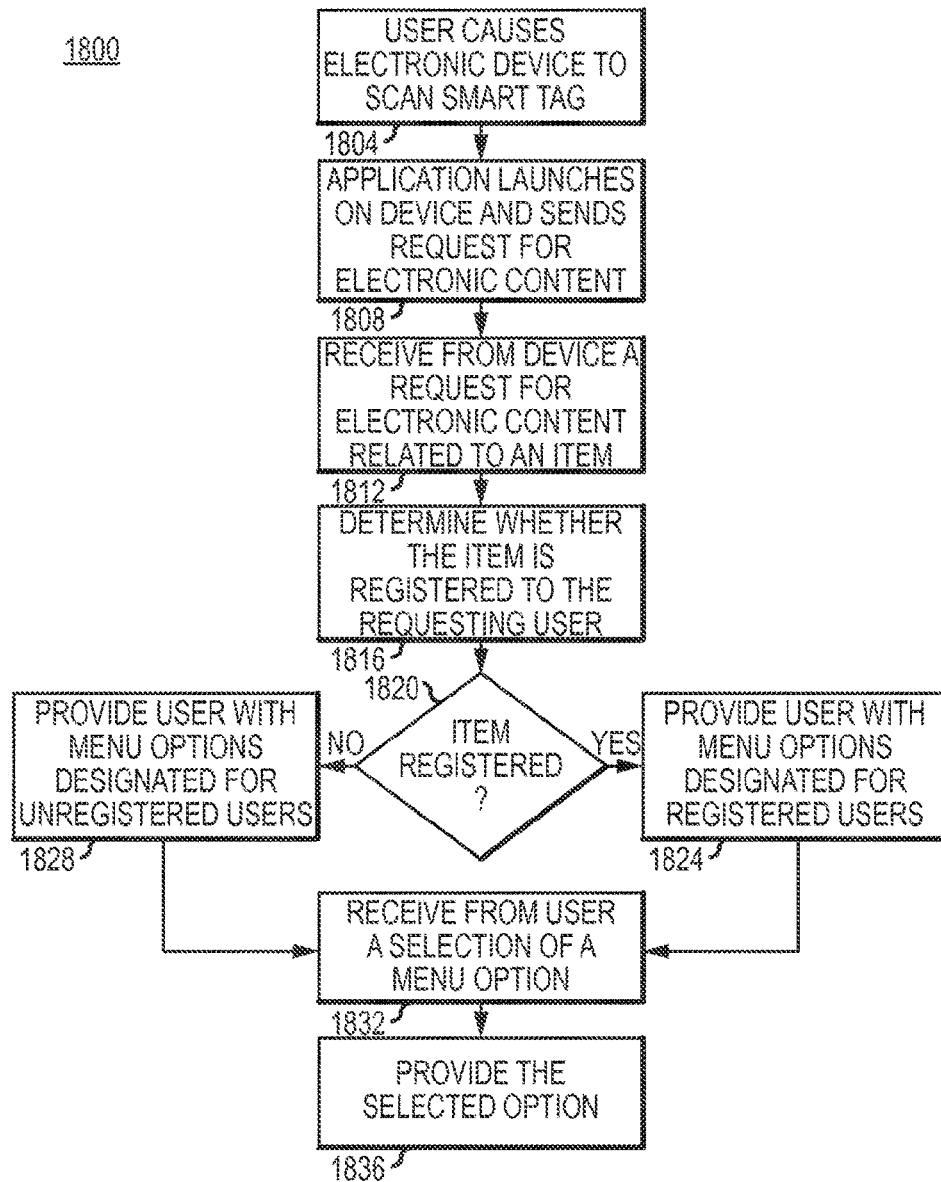 1800
USER CAUSES
ELECTRONIC DEVICE TO
SCAN SMART TAG
1804
APPLICATION LAUNCHES
ON DEVICE AND SENDS
REQUEST FOR
ELECTRONIC CONTENT
1808
RECEIVE FROM DEVICE A
REQUEST FOR
ELECTRONIC CONTENT
RELATED TO AN ITEM
1812
DETERMINE WHETHER
THE ITEM IS
REGISTERED TO THE
REQUESTING USER
1816
1820
ITEM
REGISTERED
?
NO
YES
PROVIDE USER WITH
MENU OPTIONS
DESIGNATED FOR
UNREGISTERED USERS
1828
PROVIDE USER WITH
MENU OPTIONS
DESIGNATED FOR
REGISTERED USERS
1824
RECEIVE FROM USER
A SELECTION OF A
MENU OPTION
1832
PROVIDE THE
SELECTED OPTION
1836